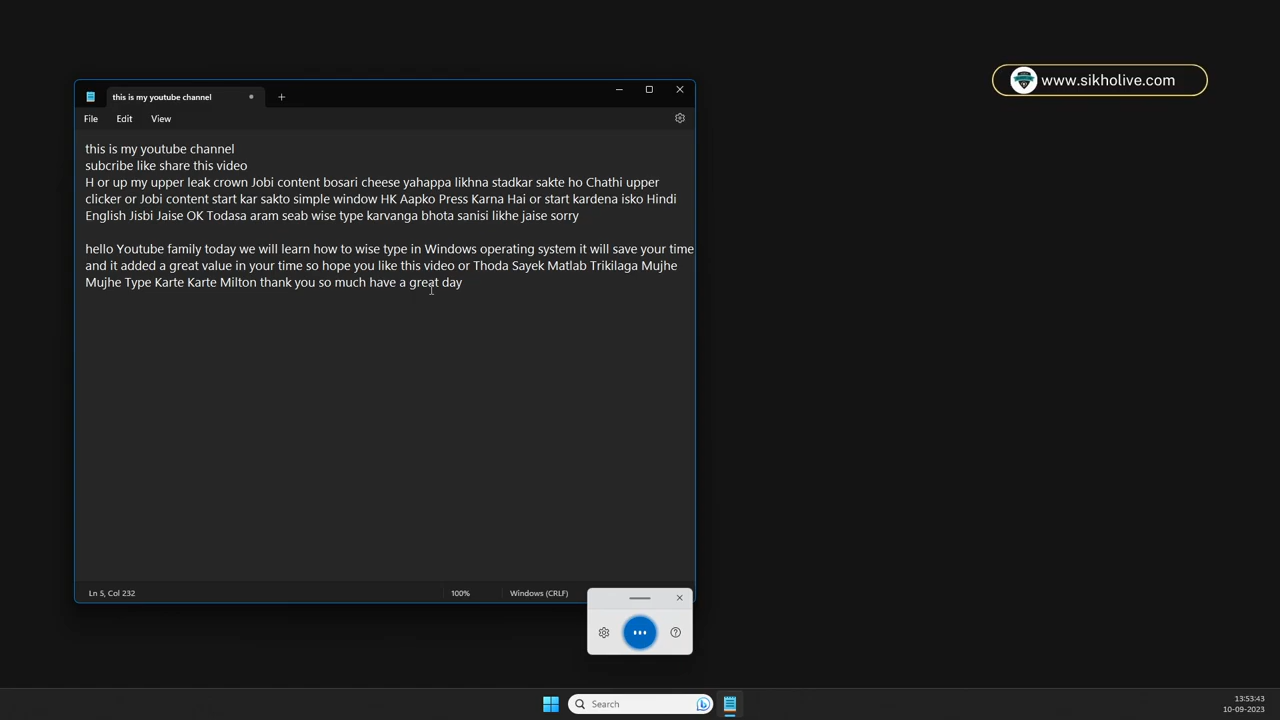 www.sikholive.com
this is my youtube channel
File Edit View
this is my youtube channel
subcribe like share this video
H or up my upper leak crown Jobi content bosari cheese yahappa likhna stadkar sakte ho Chathi upper
clicker or Jobi content start kar sakto simple window HK Aapko Press Karna Hai or start kardena isko Hindi
English Jisbi Jaise OK Todasa aram seab wise type karvanga bhota sanisi likhe jaise sorry
hello Youtube family today we will learn how to wise type in Windows operating system it will save your time
and it added a great value in your time so hope you like this video or Thoda Sayek Matlab Trikilaga Mujhe
Mujhe Type Karte Karte Milton thank you so much have a great day
Ln 5, Col 232 100% Windows (CRLF)
Search
13:53:43
10-09-2023